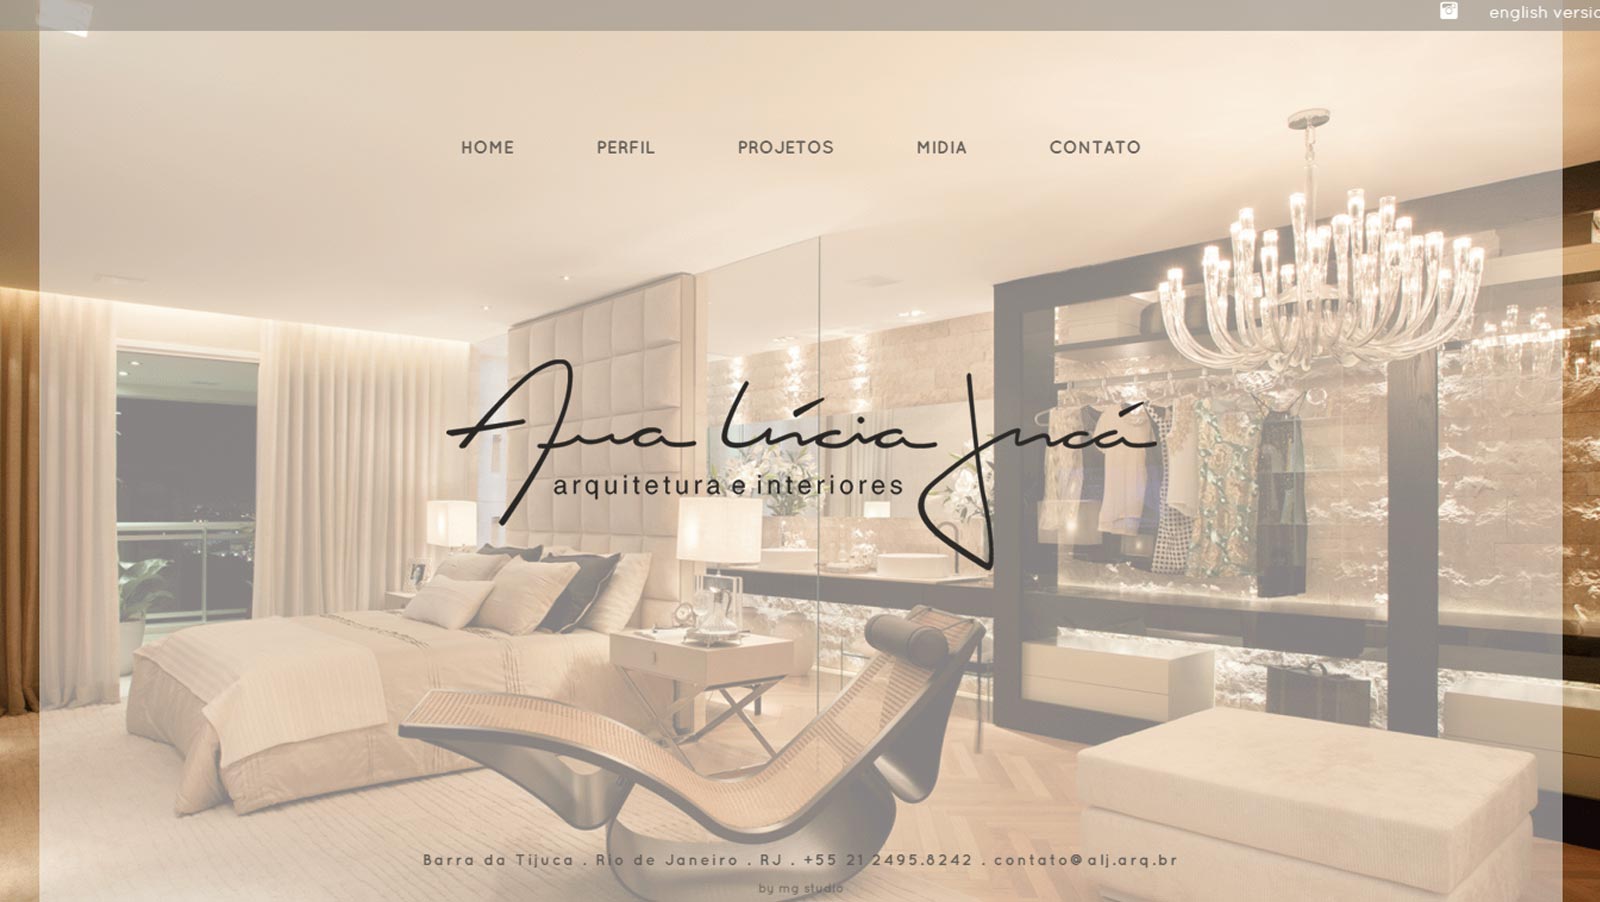 english versio
HOME PERFIL PROJETOS MIDIA CONTATO
Ana Lúcia Jucá
arquitetura e interiores
Barra da Tijuca . Rio de Janeiro . RJ . +55 21 2495.8242 . contato@alj.arq.br
by mg studio